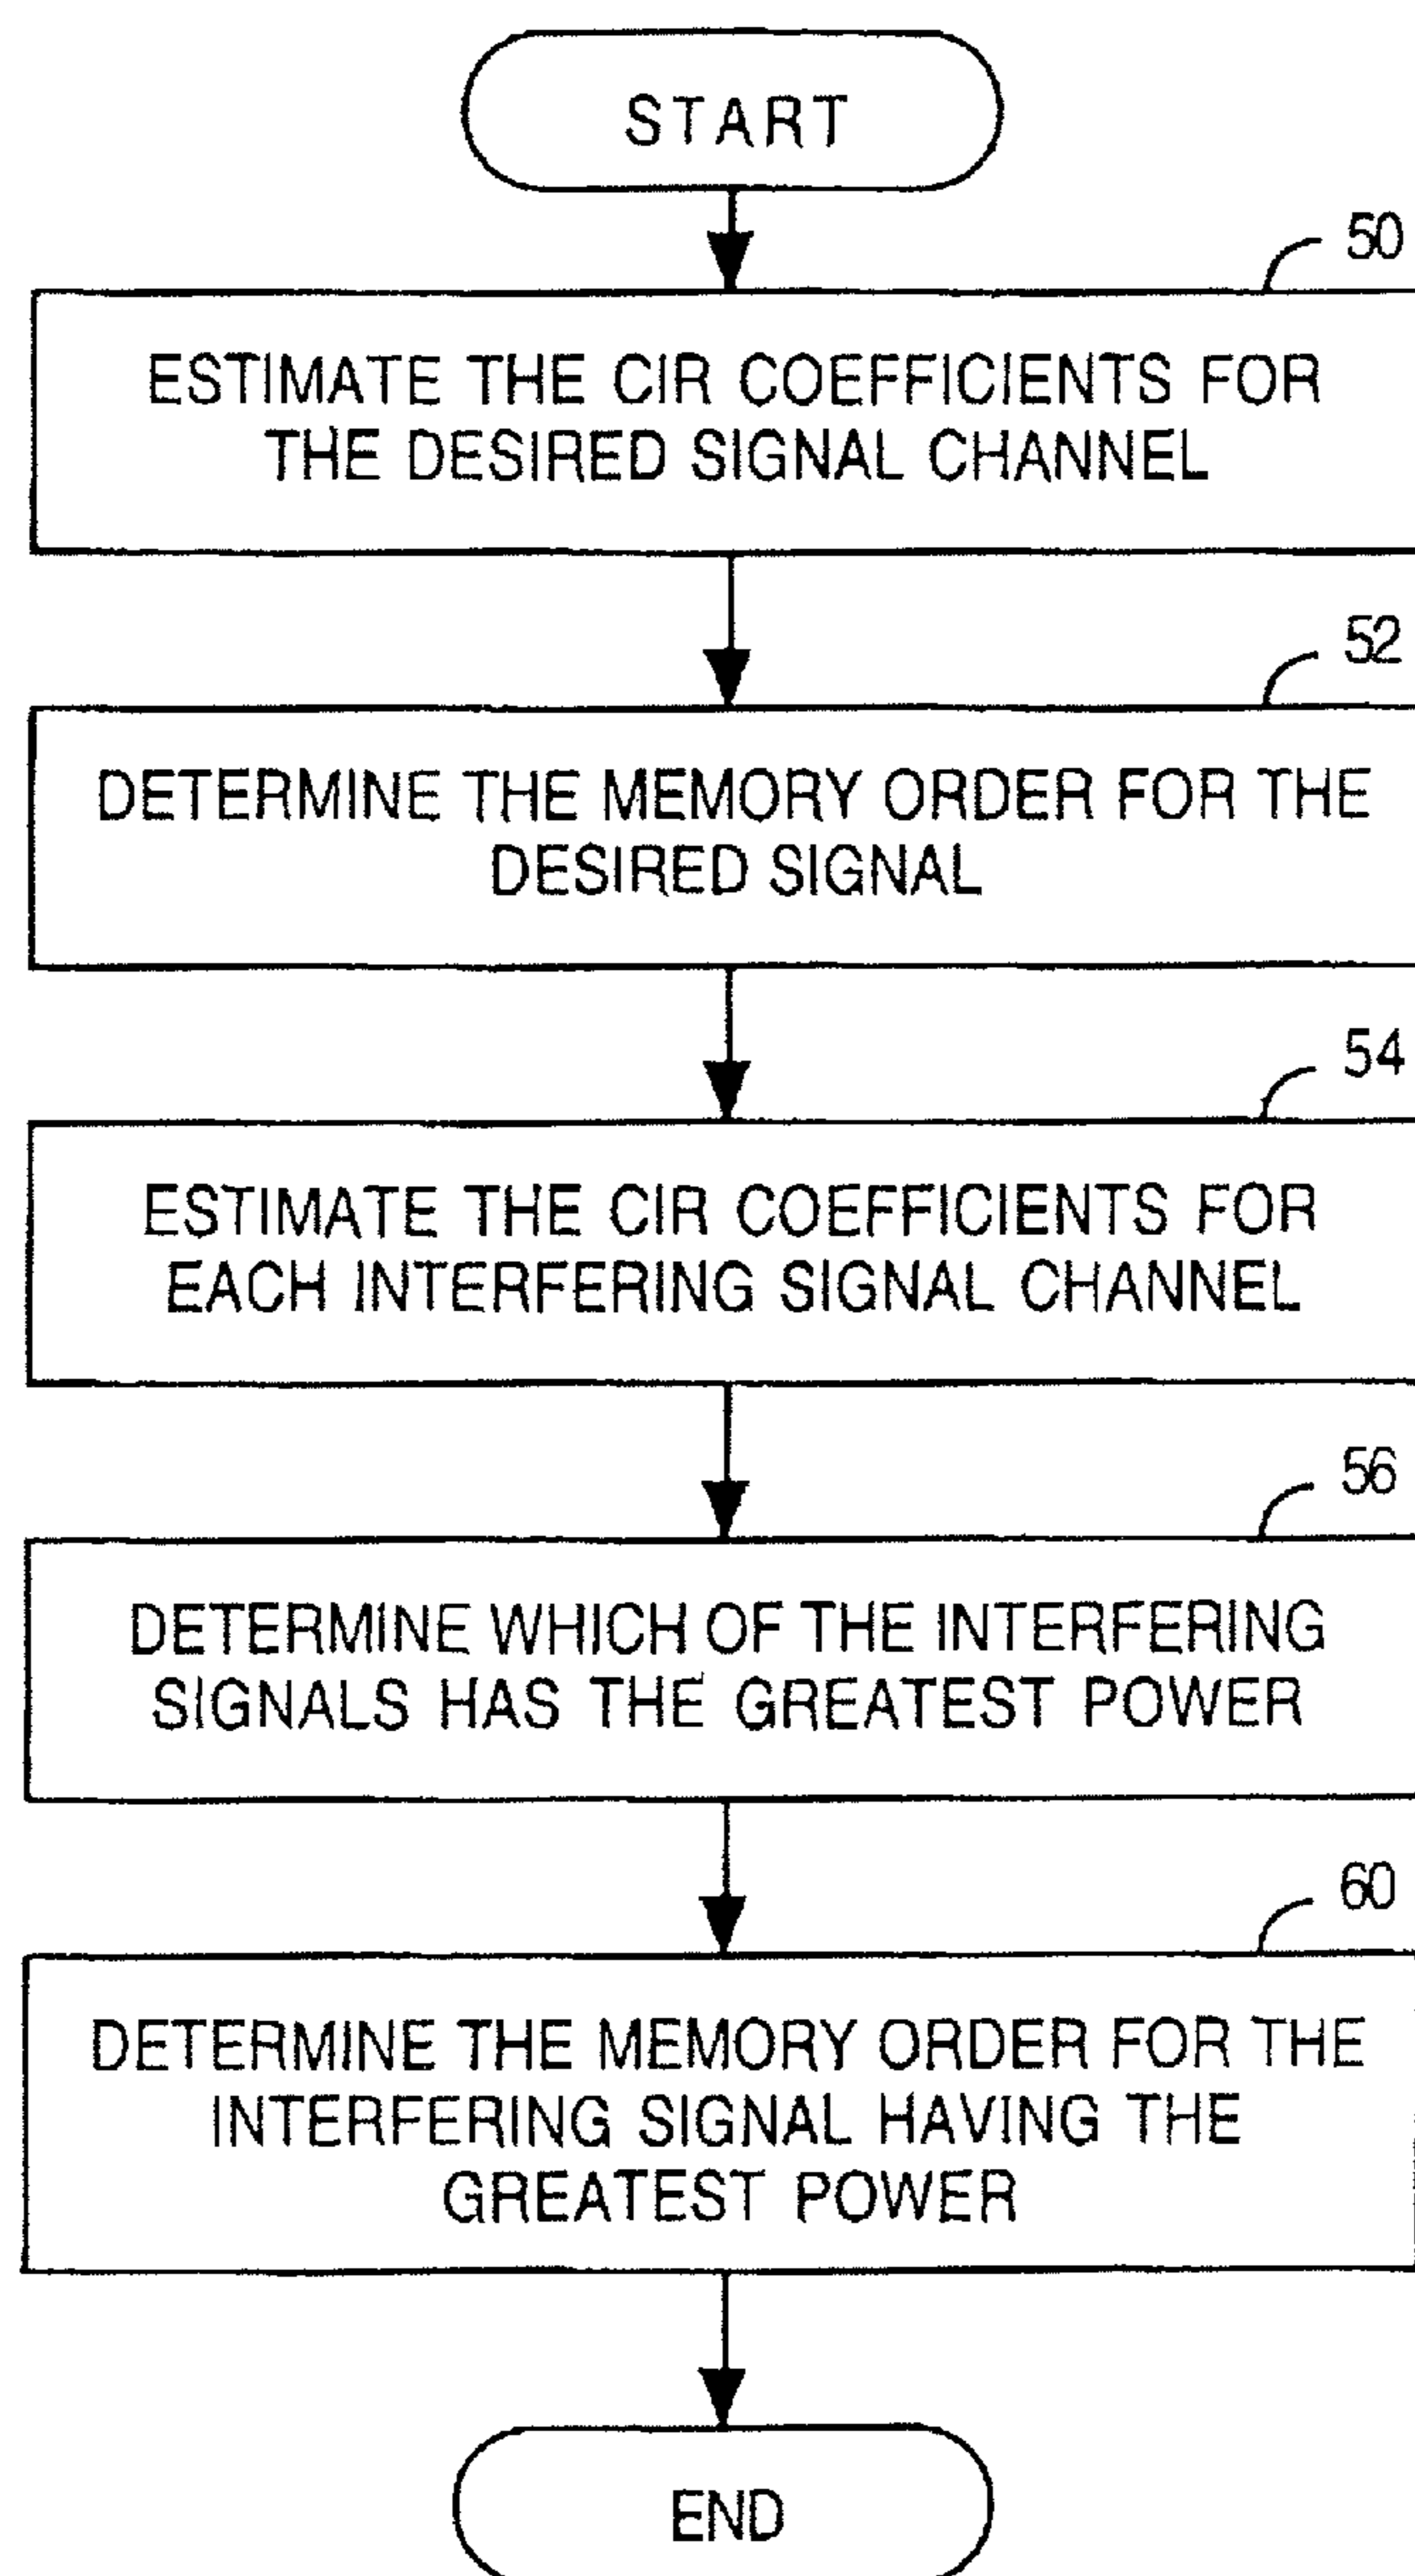 START
50
ESTIMATE THE CIR COEFFICIENTS FOR
THE DESIRED SIGNAL CHANNEL
52
DETERMINE THE MEMORY ORDER FOR THE
DESIRED SIGNAL
54
ESTIMATE THE CIR COEFFICIENTS FOR
EACH INTERFERING SIGNAL CHANNEL
56
DETERMINE WHICH OF THE INTERFERING
SIGNALS HAS THE GREATEST POWER
60
DETERMINE THE MEMORY ORDER FOR THE
INTERFERING SIGNAL HAVING THE
GREATEST POWER
END